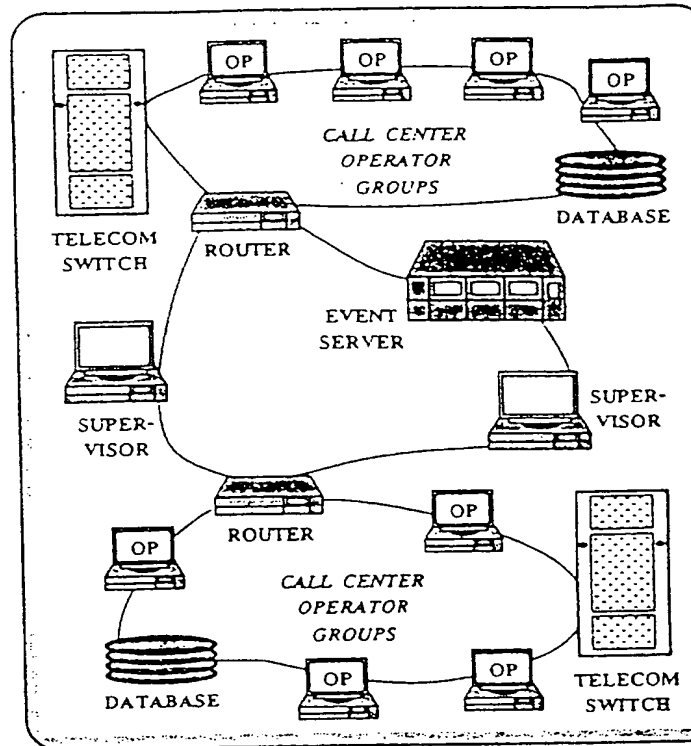 OP
OP
OP
OP
CALL CENTER
OPERATOR
GROUPS
DATABASE
TELECOM
SWITCH
ROUTER
EVENT
SERVER
SUPER-
VISOR
SUPER-
VISOR
ROUTER
OP
OP
CALL CENTER
OPERATOR
GROUPS
DATABASE
OP
OP
TELECOM
SWITCH